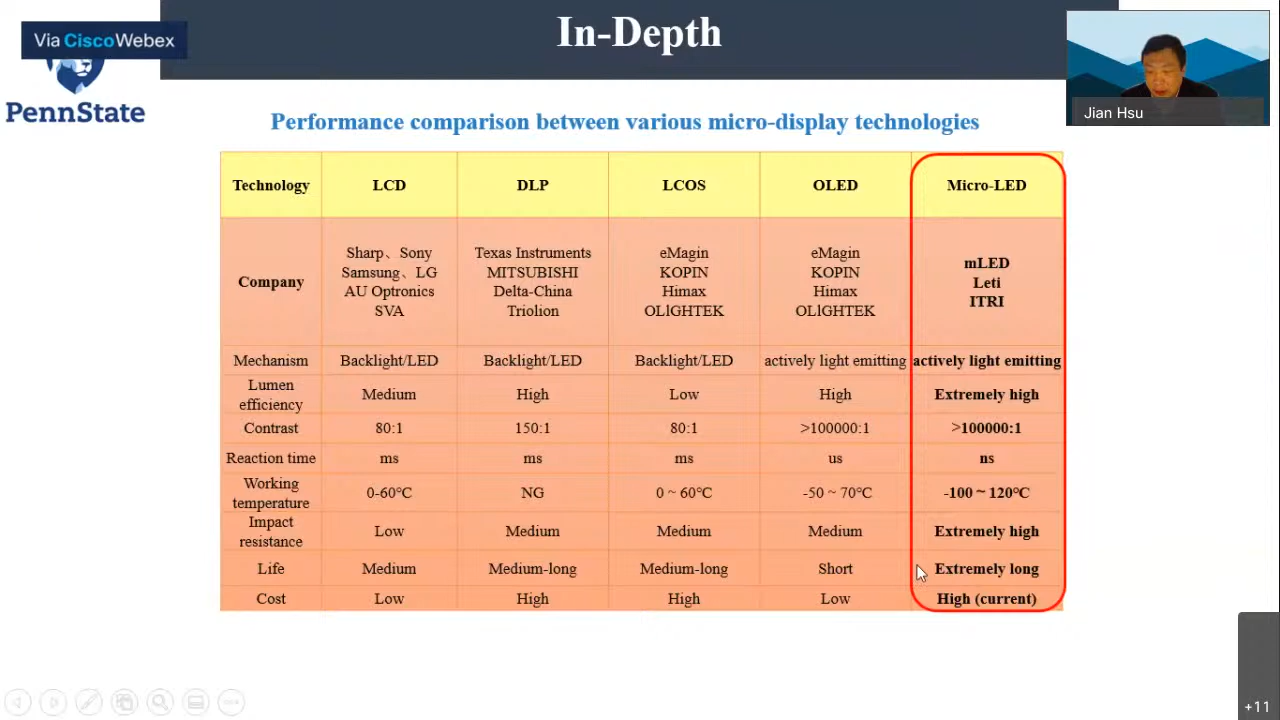 In-Depth
Via Cisco Webex
PennState
Jian Hsu
Performance comparison between various micro-display technologies
Technology LCD DLP LCOS OLED Micro-LED
Company
Sharp、Sony
Samsung、LG
AU Optronics
SVA
Texas Instruments
MITSUBISHI
Delta-China
Triolion
eMagin
KOPIN
Himax
OLlGHTEK
eMagin
KOPIN
Himax
OLlGHTEK
mLED
Leti
ITRI
Mechanism Backlight/LED Backlight/LED Backlight/LED actively light emitting actively light emitting
Lumen
efficiency
Medium High Low High Extremely high
Contrast 80:1 150:1 80:1 >100000:1 >100000:1
Reaction time ms ms ms us ns
Working
temperature
0-60℃ NG 0 ~ 60℃ -50 ~ 70℃ -100 ~ 120℃
Impact
resistance
Low Medium Medium Medium Extremely high
Life Medium Medium-long Medium-long Short Extremely long
Cost Low High High Low High (current)
+11